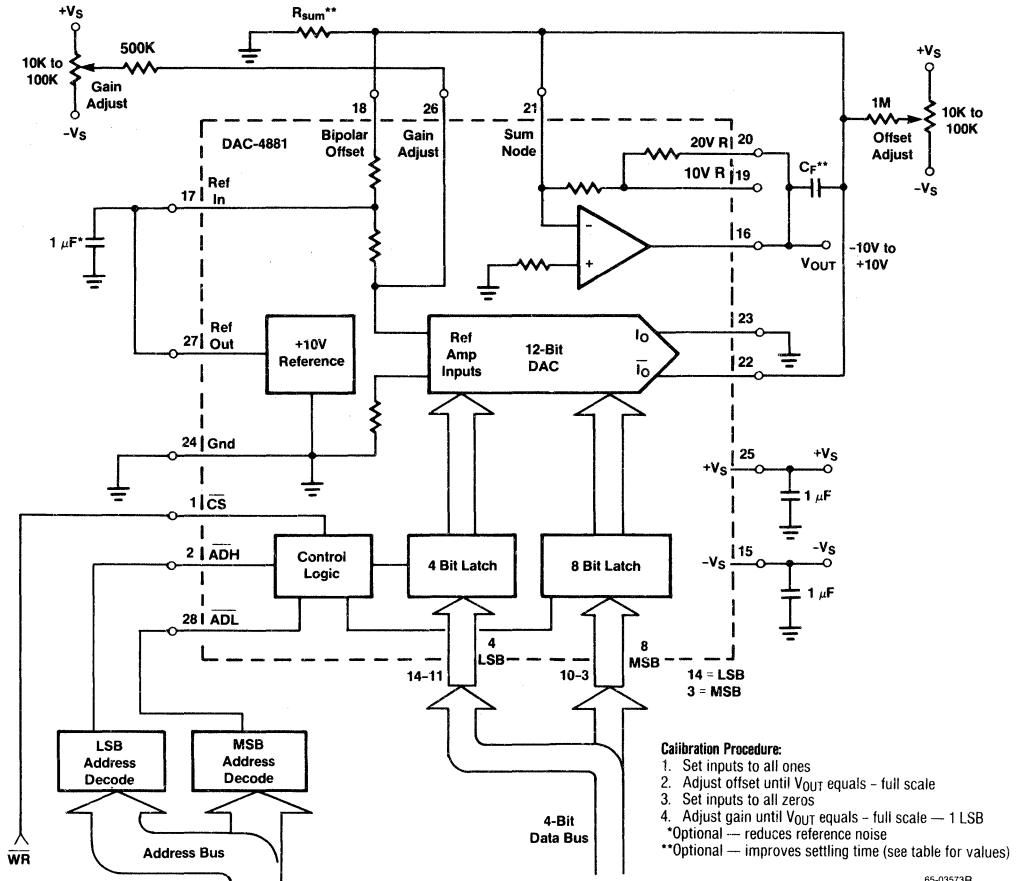 +VS
Rsum**
500K
10K to
100K
Gain
Adjust
-VS
+VS
1M
10K to
100K
Offset
Adjust
-VS
18
26
21
DAC-4881
Bipolar
Offset
Gain
Adjust
Sum
Node
20V R
20
10V R
19
CF**
17
Ref
In
1 μF*
-
+
16
VOUT
-10V to
+10V
27
Ref
Out
+10V
Reference
Ref
Amp
Inputs
12-Bit
DAC
IO
23
I̅O
22
24
Gnd
+VS
25
+VS
1 μF
1
C̅S̅
2
A̅D̅H̅
Control
Logic
4 Bit Latch
8 Bit Latch
-VS
15
-VS
1 μF
28
A̅D̅L̅
4
LSB
8
MSB
14-11
10-3
14 = LSB
3 = MSB
LSB
Address
Decode
MSB
Address
Decode
4-Bit
Data Bus
Address Bus
W̅R̅
Calibration Procedure:
1. Set inputs to all ones
2. Adjust offset until VOUT equals - full scale
3. Set inputs to all zeros
4. Adjust gain until VOUT equals - full scale — 1 LSB
*Optional — reduces reference noise
**Optional — improves settling time (see table for values)
65-03573B